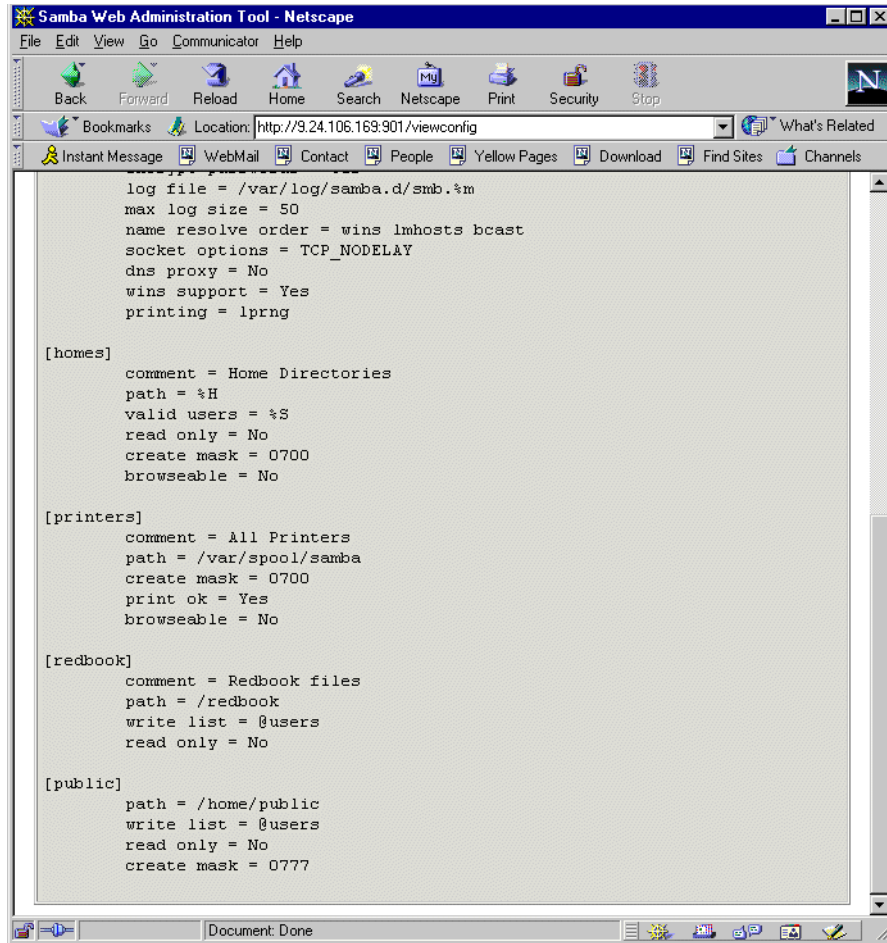 Samba Web Administration Tool - Netscape
File Edit View Go Communicator Help
Back Forward Reload Home Search Netscape Print Security Stop
Bookmarks Location: http://9.24.106.169:901/viewconfig What's Related
Instant Message WebMail Contact People Yellow Pages Download Find Sites Channels
log file = /var/log/samba.d/smb.%m
max log size = 50
name resolve order = wins lmhosts bcast
socket options = TCP_NODELAY
dns proxy = No
wins support = Yes
printing = lprng
[homes]
comment = Home Directories
path = %H
valid users = %S
read only = No
create mask = 0700
browseable = No
[printers]
comment = All Printers
path = /var/spool/samba
create mask = 0700
print ok = Yes
browseable = No
[redbook]
comment = Redbook files
path = /redbook
write list = @users
read only = No
[public]
path = /home/public
write list = @users
read only = No
create mask = 0777
Document: Done